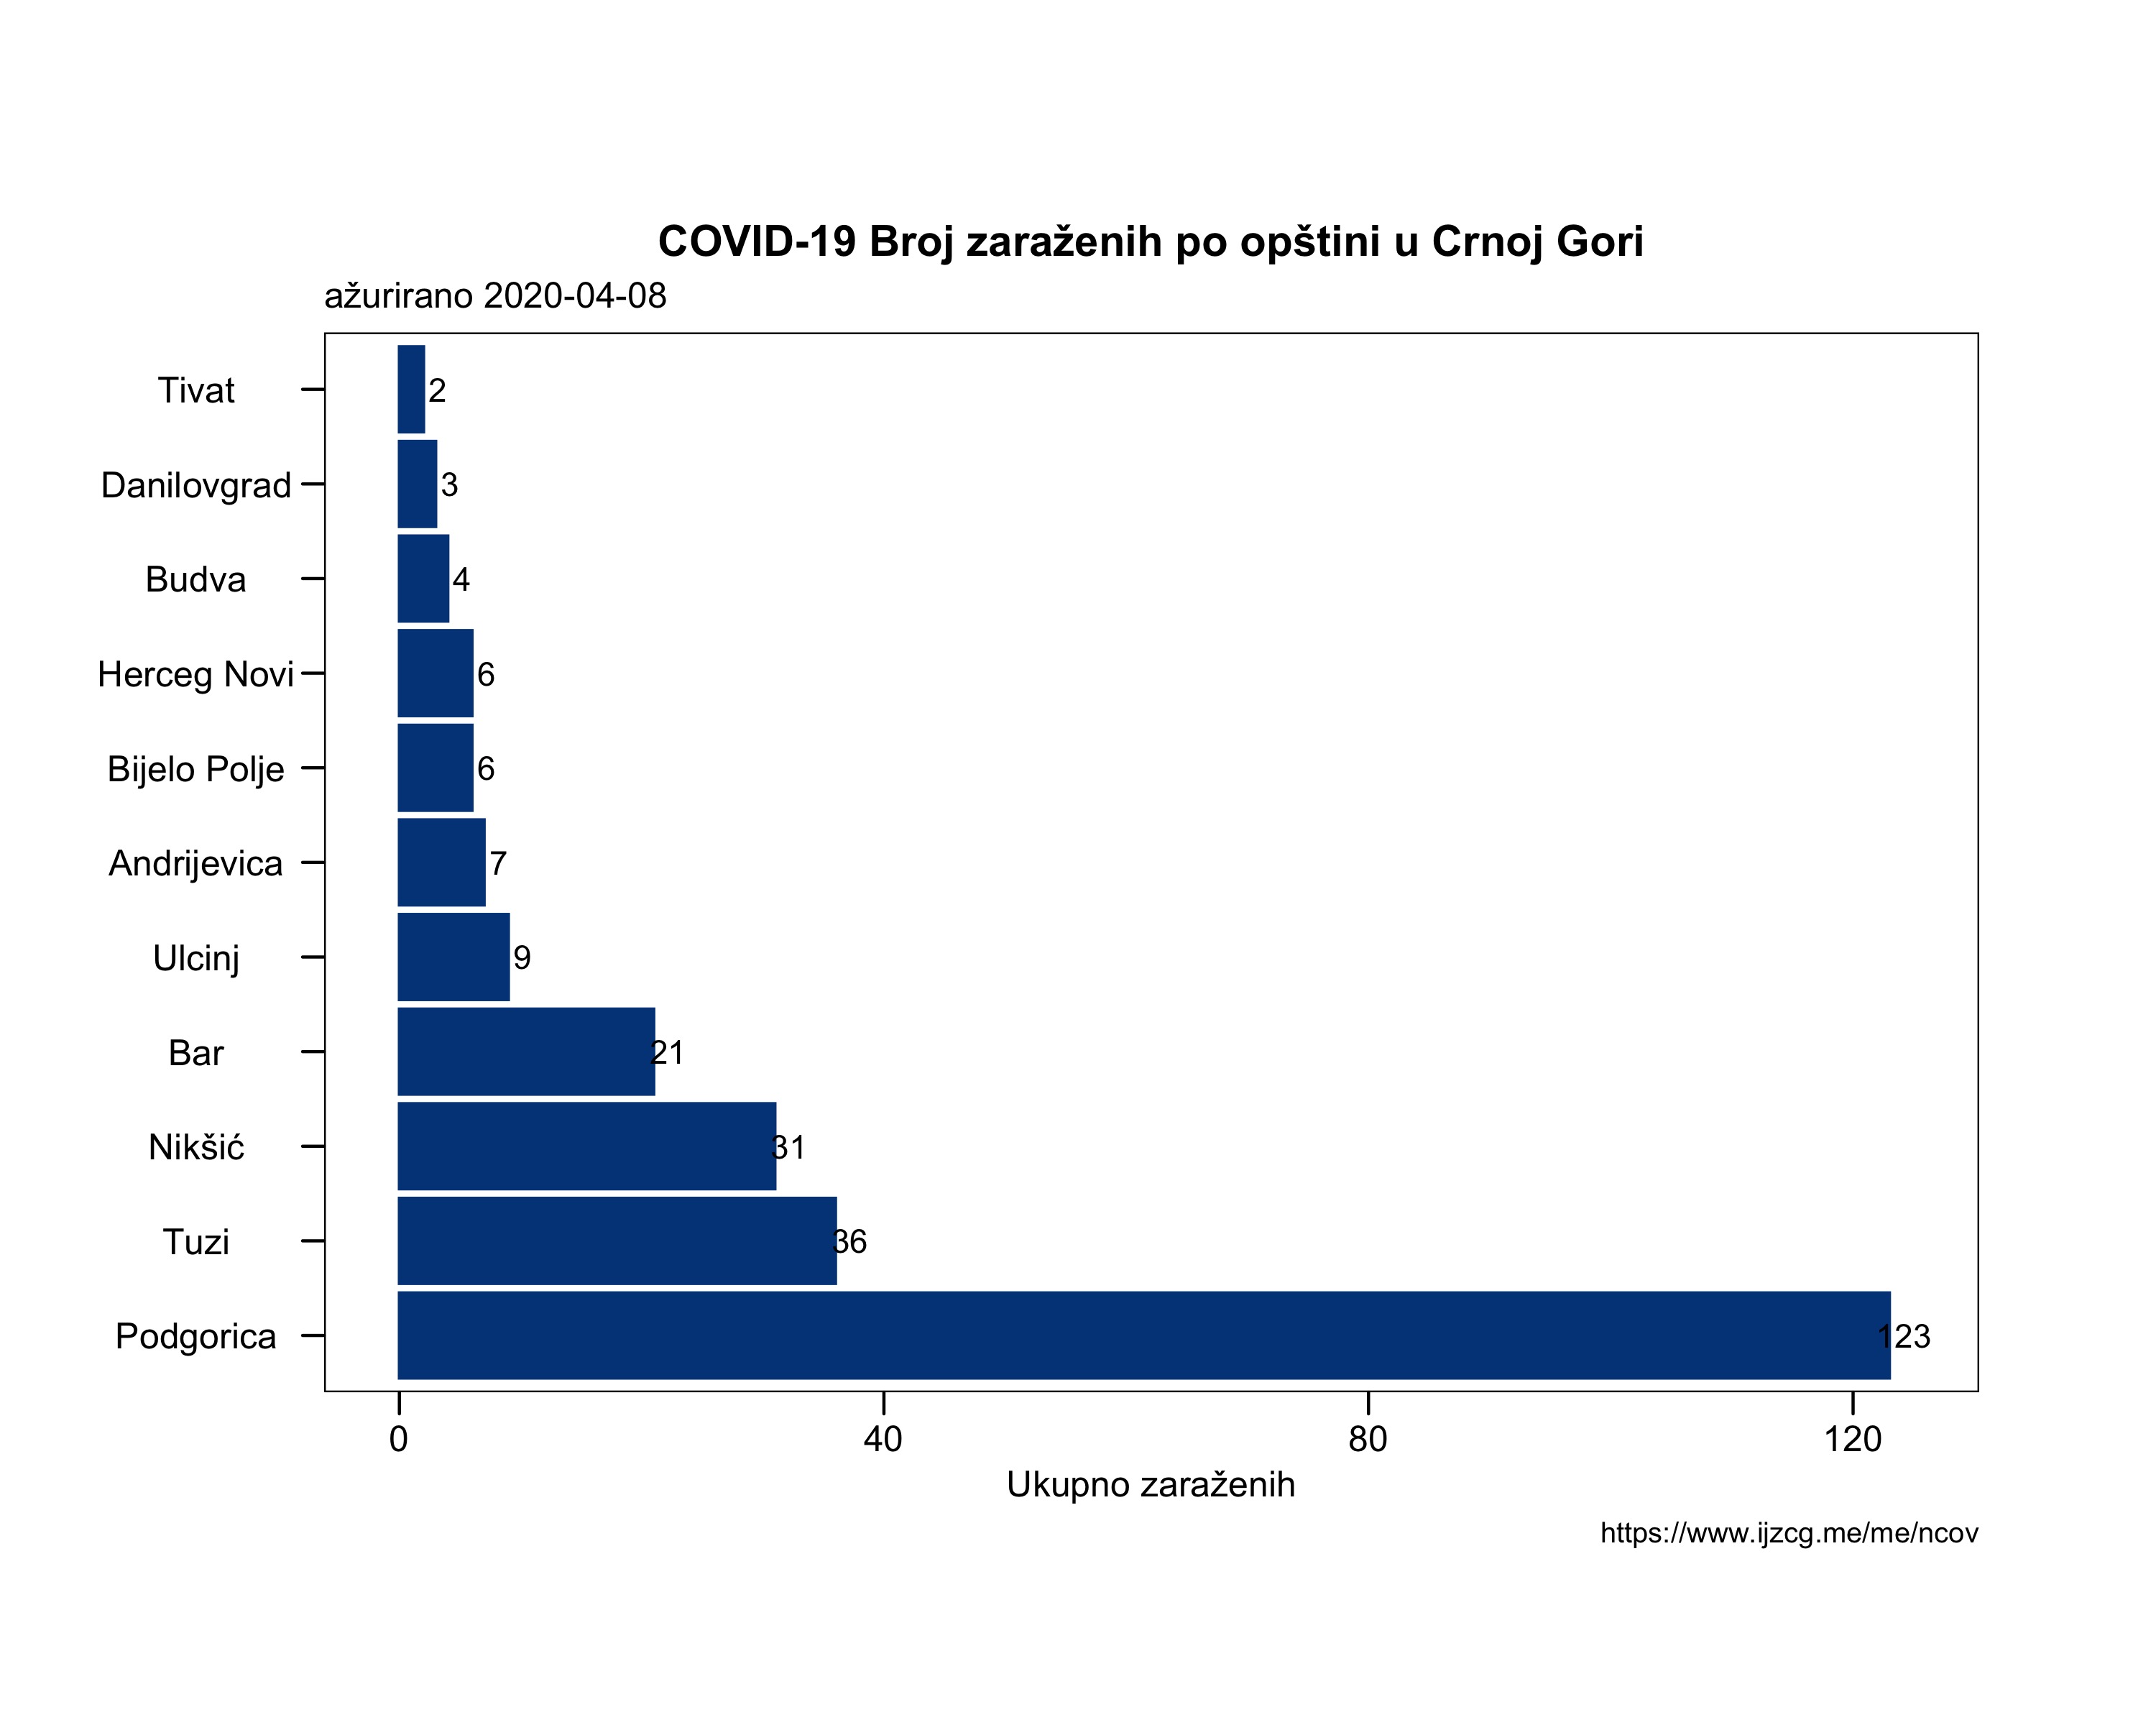 COVID-19 Broj zaraženih po opštini u Crnoj Gori
ažurirano 2020-04-08
Tivat 2
Danilovgrad 3
Budva 4
Herceg Novi 6
Bijelo Polje 6
Andrijevica 7
Ulcinj 9
Bar 21
Nikšić 31
Tuzi 36
Podgorica 123
0 40 80 120
Ukupno zaraženih
https://www.ijzcg.me/me/ncov